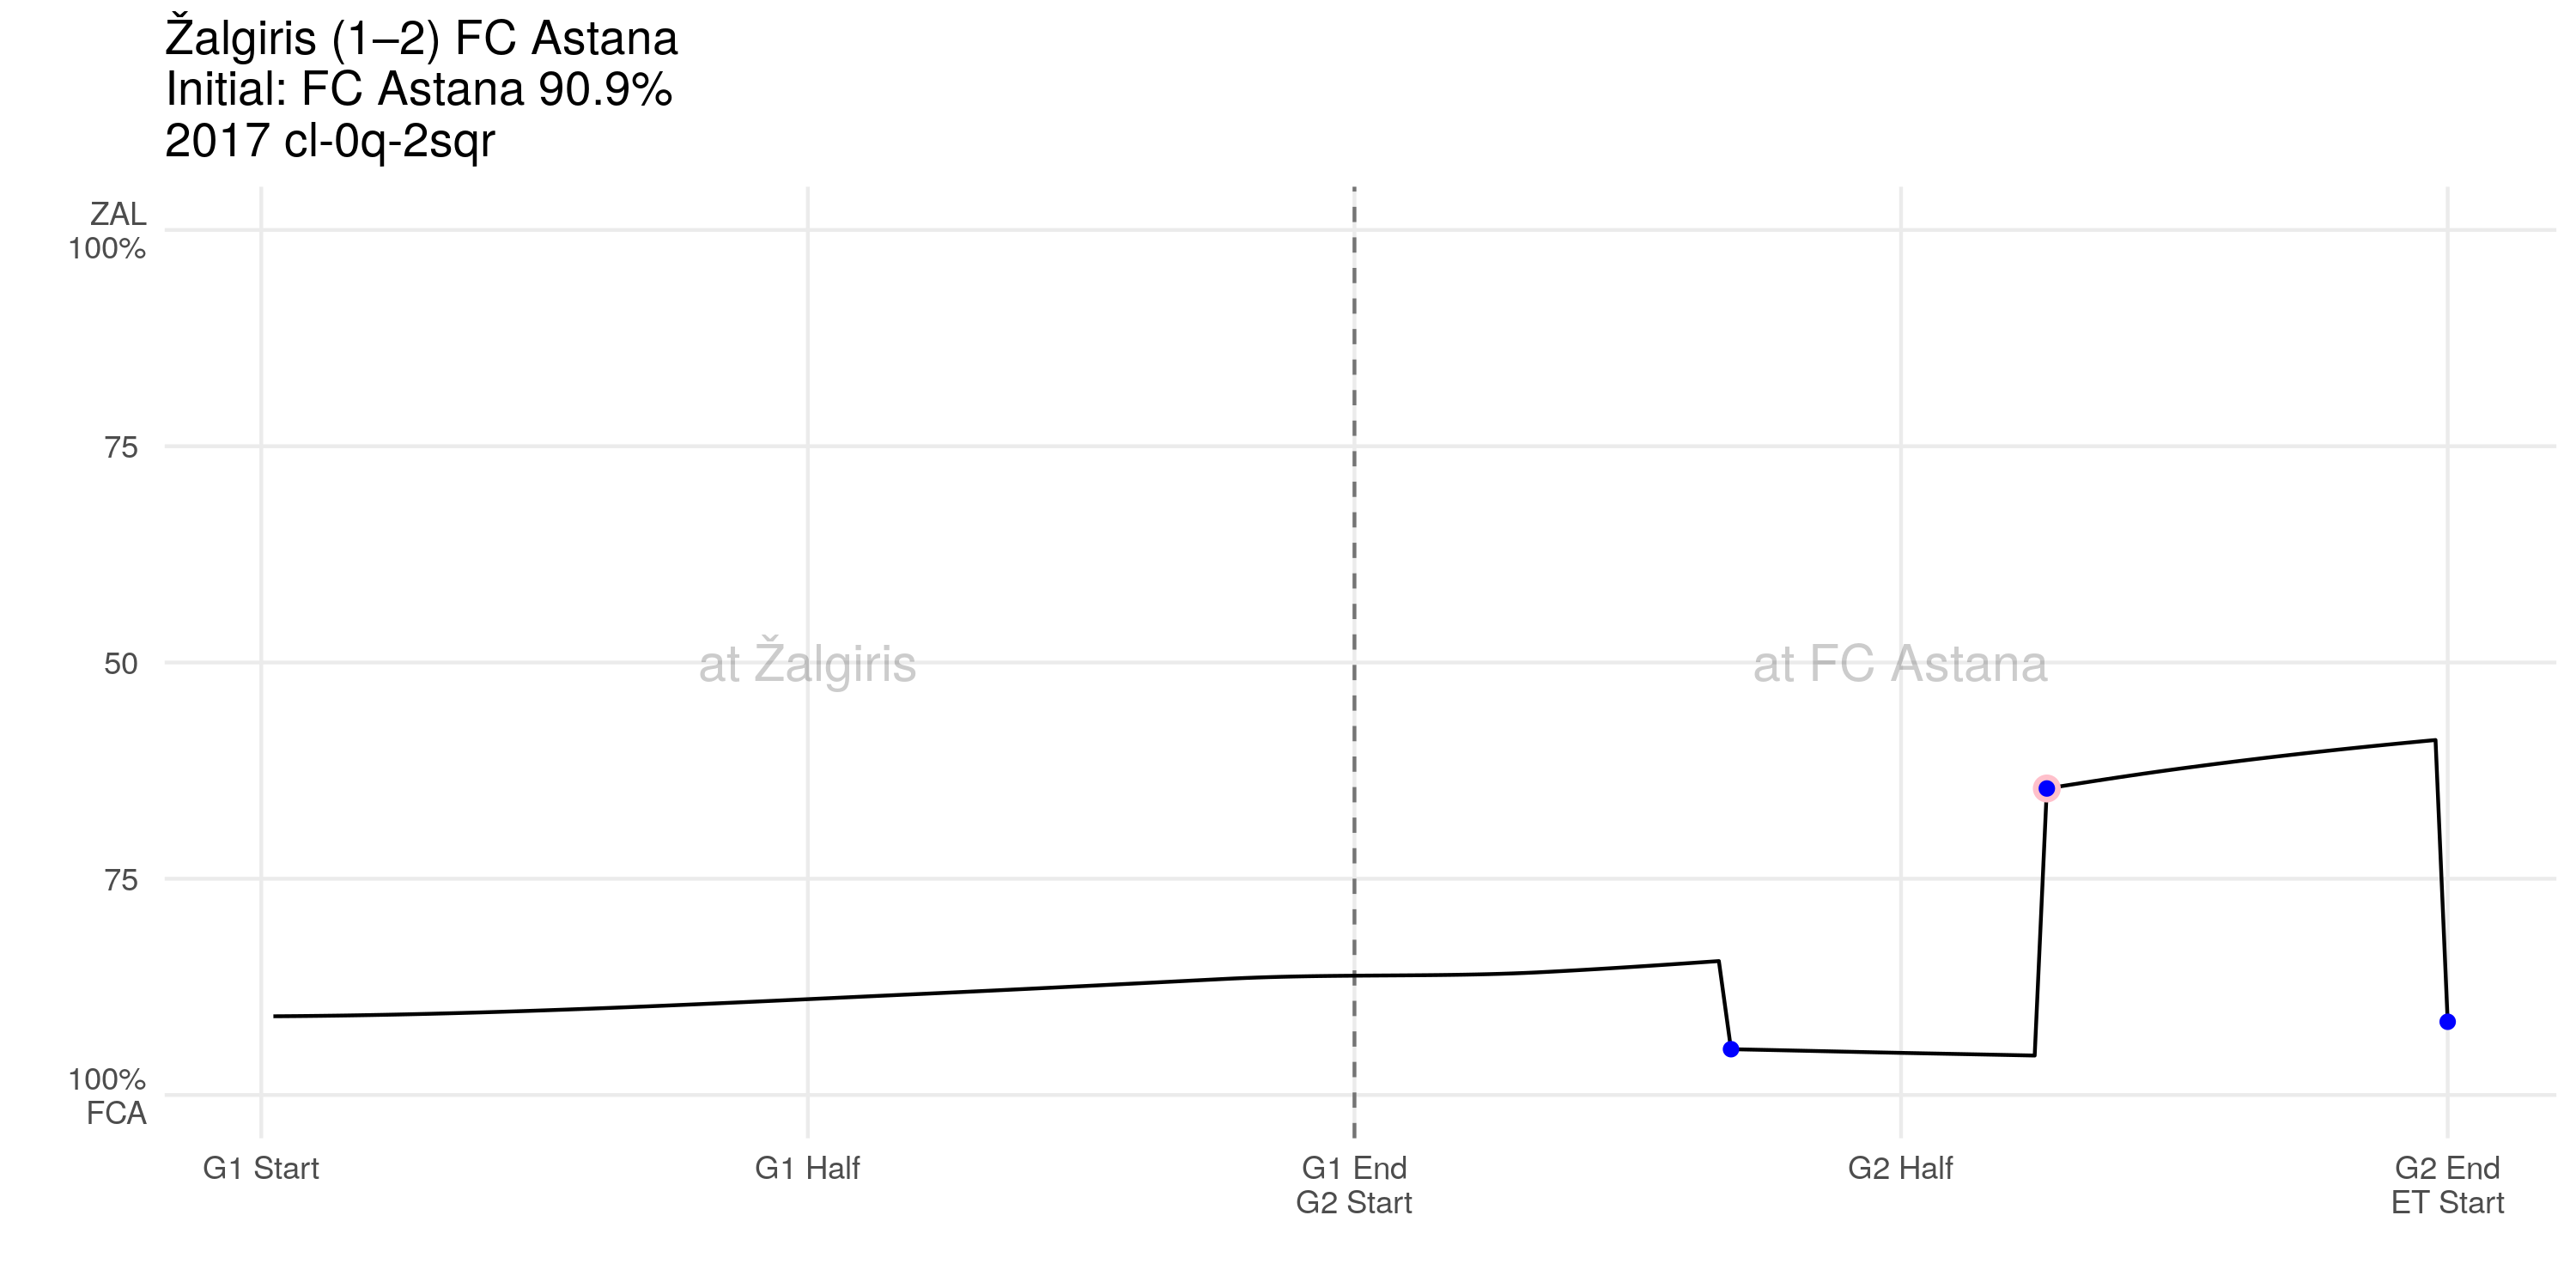 Žalgiris (1–2) FC Astana
Initial: FC Astana 90.9%
2017 cl-0q-2sqr
ZAL
100%
75
50
75
100%
FCA
at Žalgiris
at FC Astana
G1 Start
G1 Half
G1 End
G2 Start
G2 Half
G2 End
ET Start